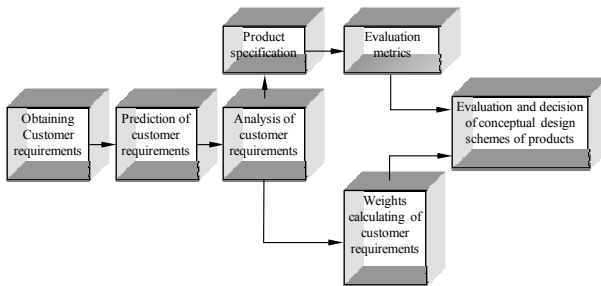 Product
specification
Evaluation
metrics
Obtaining
Customer
requirements
Prediction of
customer
requirements
Analysis of
customer
requirements
Evaluation and decision
of conceptual design
schemes of products
Weights
calculating of
customer
requirements